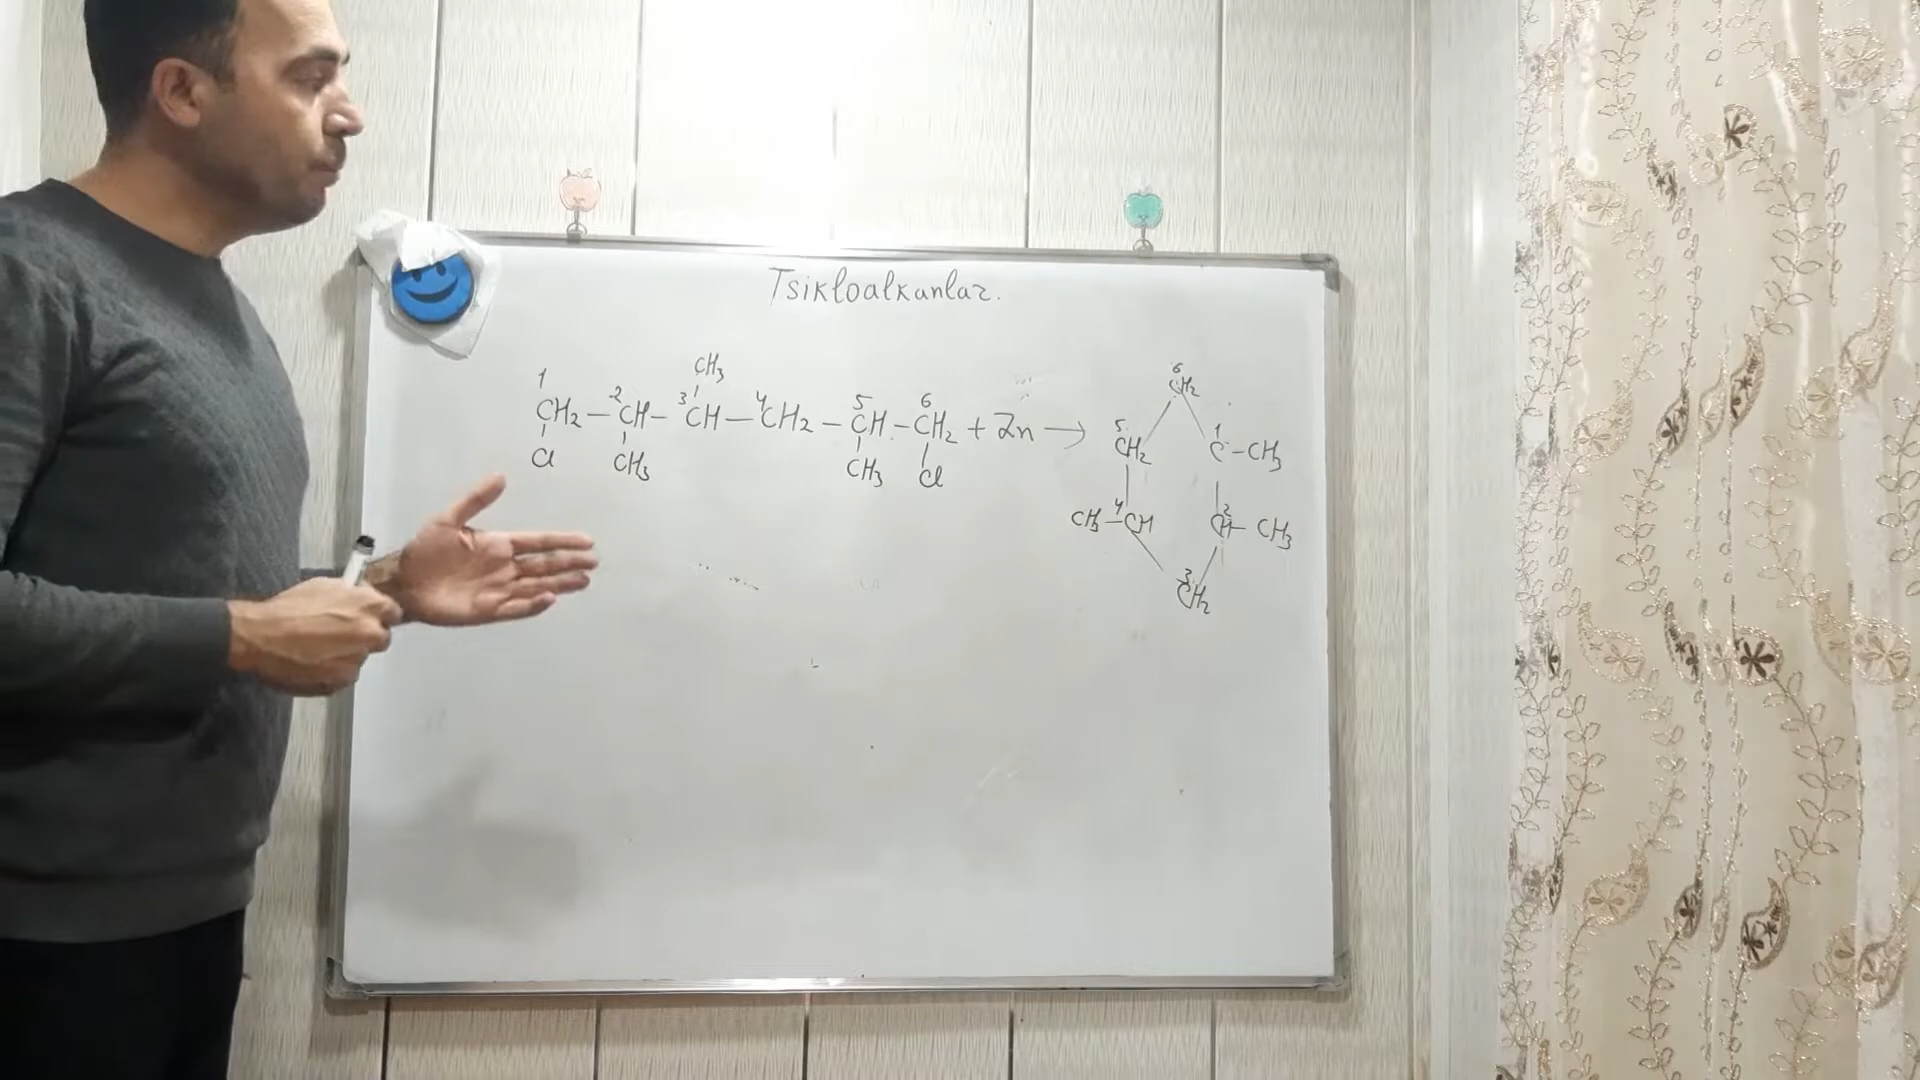 Tsikloalkanlar.
CH3
1 2 3 4 5 6
CH2 – CH – CH – CH2 – CH – CH2 + Zn →
Cl CH3 CH3 Cl
6
CH2
5 1
CH2 C – CH3
4 2
CH3 – CH CH – CH3
3
CH2